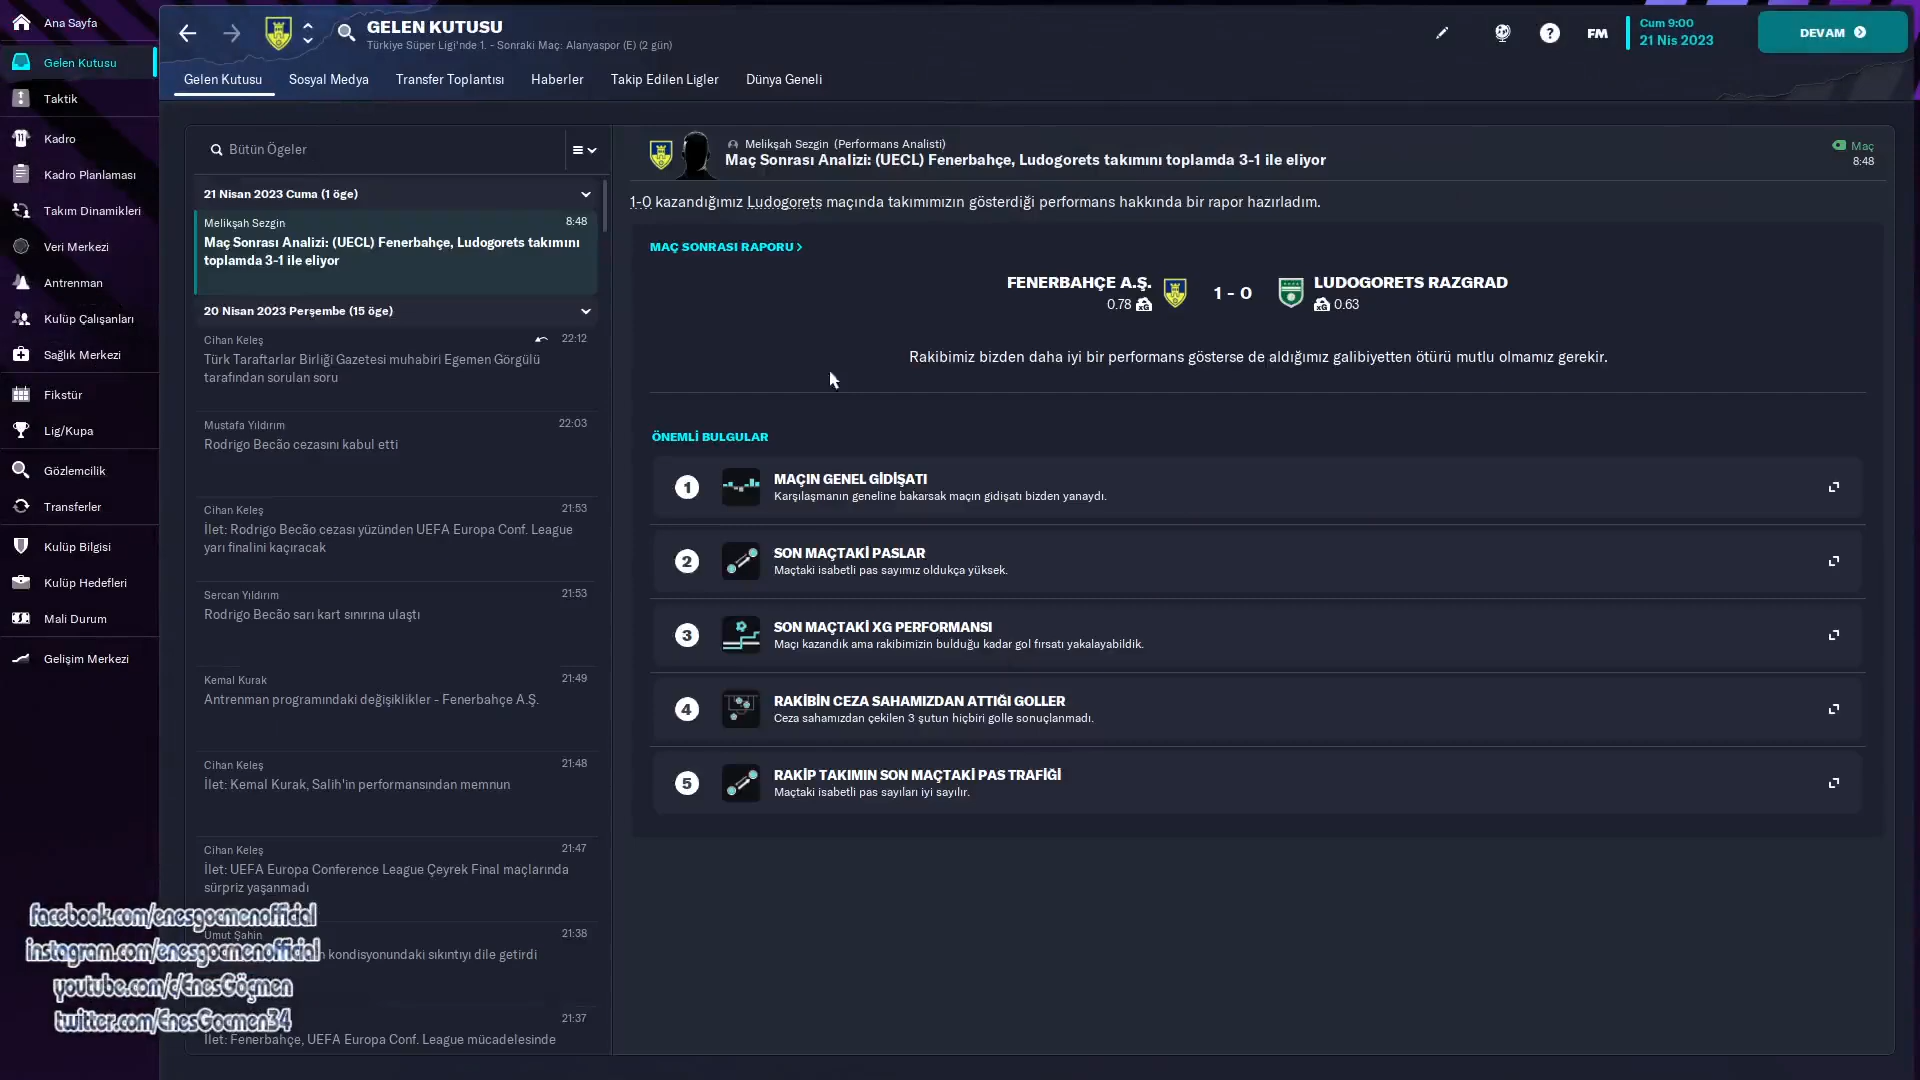 Ana Sayfa
Gelen Kutusu
Taktik
Kadro
Kadro Planlaması
Takım Dinamikleri
Veri Merkezi
Antrenman
Kulüp Çalışanları
Sağlık Merkezi
Fikstür
Lig/Kupa
Gözlemcilik
Transferler
Kulüp Bilgisi
Kulüp Hedefleri
Mali Durum
Gelişim Merkezi
GELEN KUTUSU
Türkiye Süper Ligi'nde 1. - Sonraki Maç: Alanyaspor (E) (2 gün)
FM
Cum 9:00
21 Nis 2023
DEVAM
Gelen Kutusu Sosyal Medya Transfer Toplantısı Haberler Takip Edilen Ligler Dünya Geneli
Bütün Ögeler
21 Nisan 2023 Cuma (1 öge)
Melikşah Sezgin 8:48
Maç Sonrası Analizi: (UECL) Fenerbahçe, Ludogorets takımını
toplamda 3-1 ile eliyor
20 Nisan 2023 Perşembe (15 öge)
Cihan Keleş 22:12
Türk Taraftarlar Birliği Gazetesi muhabiri Egemen Görgülü
tarafından sorulan soru
Mustafa Yıldırım 22:03
Rodrigo Becão cezasını kabul etti
Cihan Keleş 21:53
İlet: Rodrigo Becão cezası yüzünden UEFA Europa Conf. League
yarı finalini kaçıracak
Sercan Yıldırım 21:53
Rodrigo Becão sarı kart sınırına ulaştı
Kemal Kurak 21:49
Antrenman programındaki değişiklikler - Fenerbahçe A.Ş.
Cihan Keleş 21:48
İlet: Kemal Kurak, Salih'in performansından memnun
Cihan Keleş 21:47
İlet: UEFA Europa Conference League Çeyrek Final maçlarında
sürpriz yaşanmadı
Umut Şahin 21:38
kondisyonundaki sıkıntıyı dile getirdi
21:37
İlet: Fenerbahçe, UEFA Europa Conf. League mücadelesinde
Melikşah Sezgin (Performans Analisti)
Maç Sonrası Analizi: (UECL) Fenerbahçe, Ludogorets takımını toplamda 3-1 ile eliyor
Maç
8:48
1-0 kazandığımız Ludogorets maçında takımımızın gösterdiği performans hakkında bir rapor hazırladım.
MAÇ SONRASI RAPORU >
FENERBAHÇE A.Ş. 1 - 0 LUDOGORETS RAZGRAD
0.78 xG xG 0.63
Rakibimiz bizden daha iyi bir performans gösterse de aldığımız galibiyetten ötürü mutlu olmamız gerekir.
ÖNEMLİ BULGULAR
1 MAÇIN GENEL GİDİŞATI
Karşılaşmanın geneline bakarsak maçın gidişatı bizden yanaydı.
2 SON MAÇTAKİ PASLAR
Maçtaki isabetli pas sayımız oldukça yüksek.
3 SON MAÇTAKİ XG PERFORMANSI
Maçı kazandık ama rakibimizin bulduğu kadar gol fırsatı yakalayabildik.
4 RAKİBİN CEZA SAHAMIZDAN ATTIĞI GOLLER
Ceza sahamızdan çekilen 3 şutun hiçbiri golle sonuçlanmadı.
5 RAKİP TAKIMIN SON MAÇTAKİ PAS TRAFİĞİ
Maçtaki isabetli pas sayıları iyi sayılır.
facebook.com/enesgocmenofficial
instagram.com/enesgocmenofficial
youtube.com/c/EnesGöçmen
twitter.com/EnesGocmen34